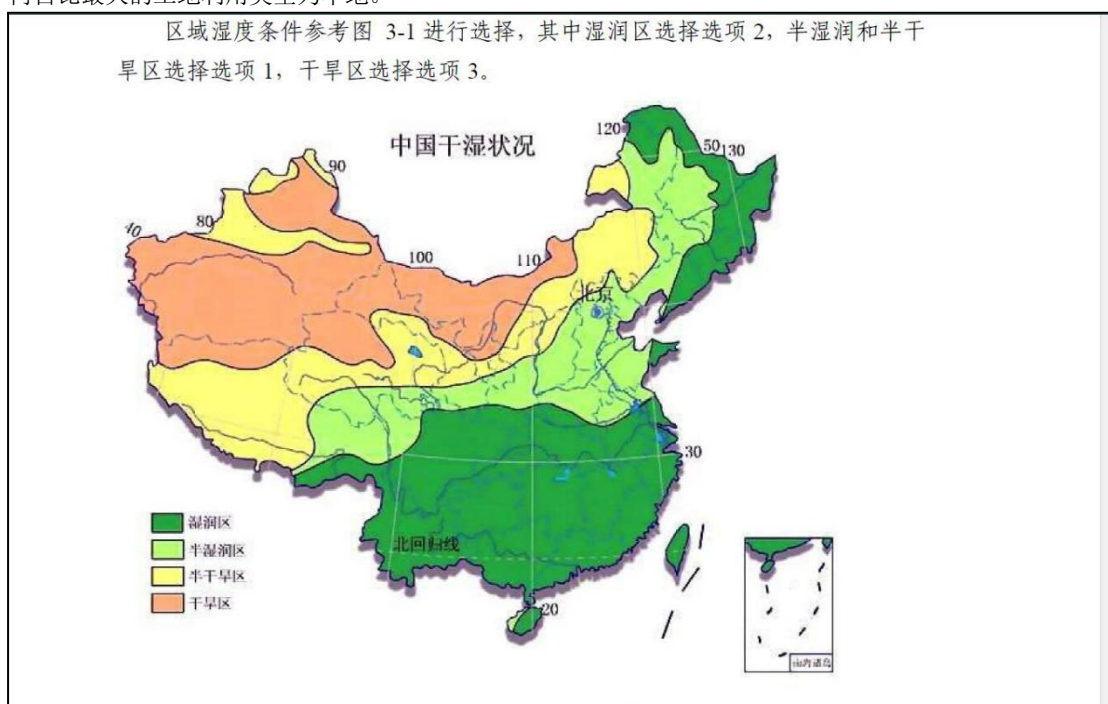 区域湿度条件参考图 3-1 进行选择，其中湿润区选择选项 2，半湿润和半干
旱区选择选项 1，干旱区选择选项 3。
中国干湿状况
120
50
130
90
80
40
100
110
北京
30
湿润区
半湿润区
北回归线
半干旱区
干旱区
20
南海诸岛